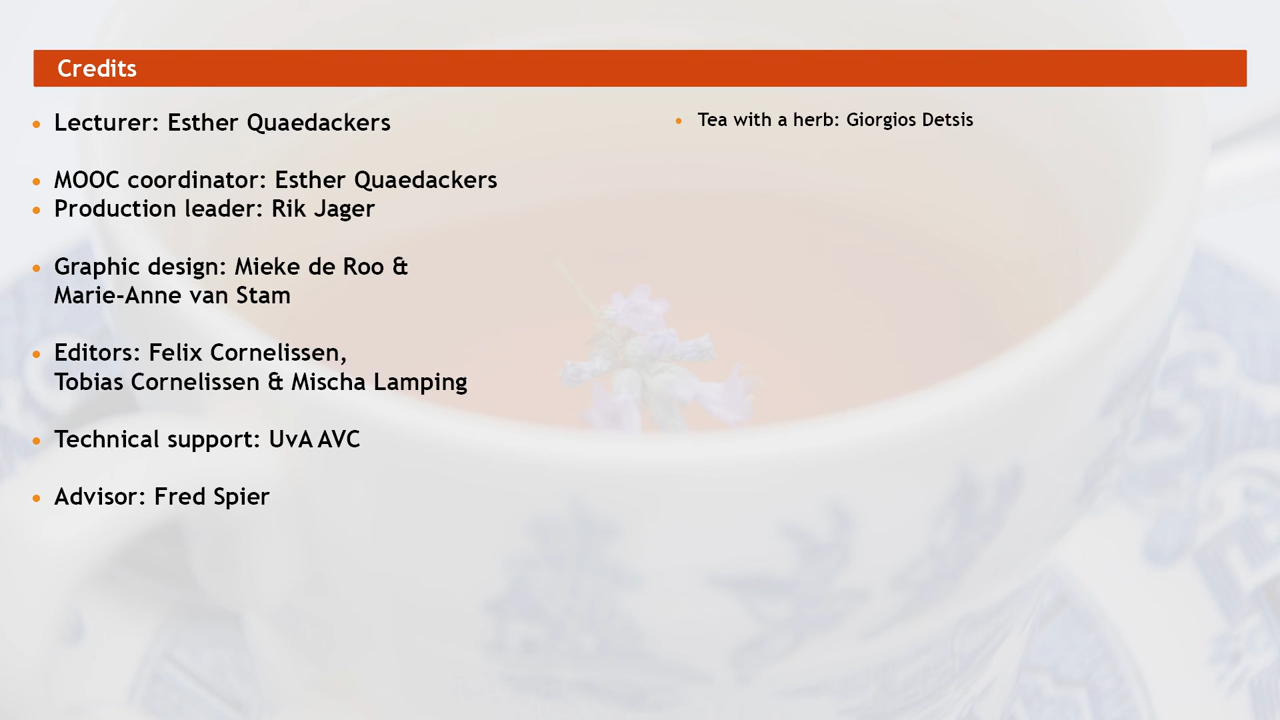 Credits
• Lecturer: Esther Quaedackers
• MOOC coordinator: Esther Quaedackers
• Production leader: Rik Jager
• Graphic design: Mieke de Roo &
Marie-Anne van Stam
• Editors: Felix Cornelissen,
Tobias Cornelissen & Mischa Lamping
• Technical support: UvA AVC
• Advisor: Fred Spier
• Tea with a herb: Giorgios Detsis